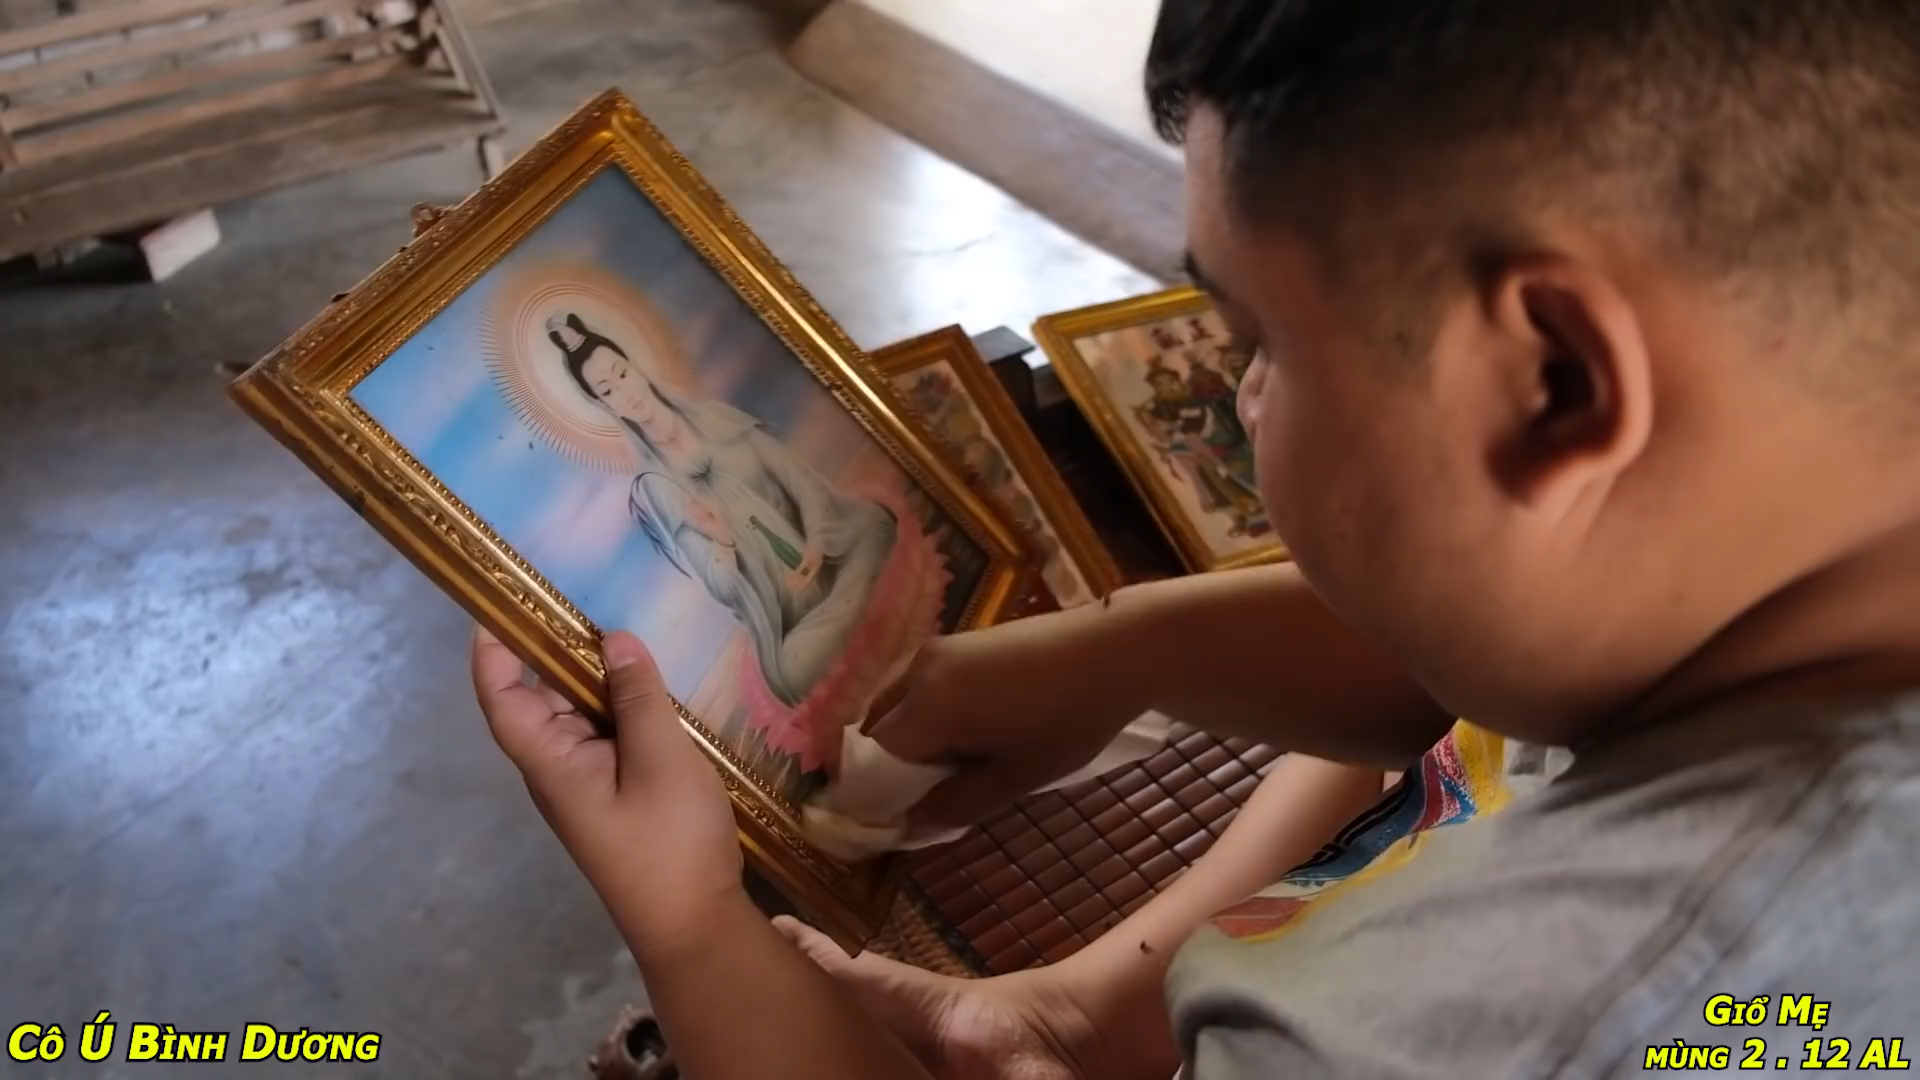 Cô Ú Bình Dương
Giỗ Mẹ
mùng 2 . 12 AL